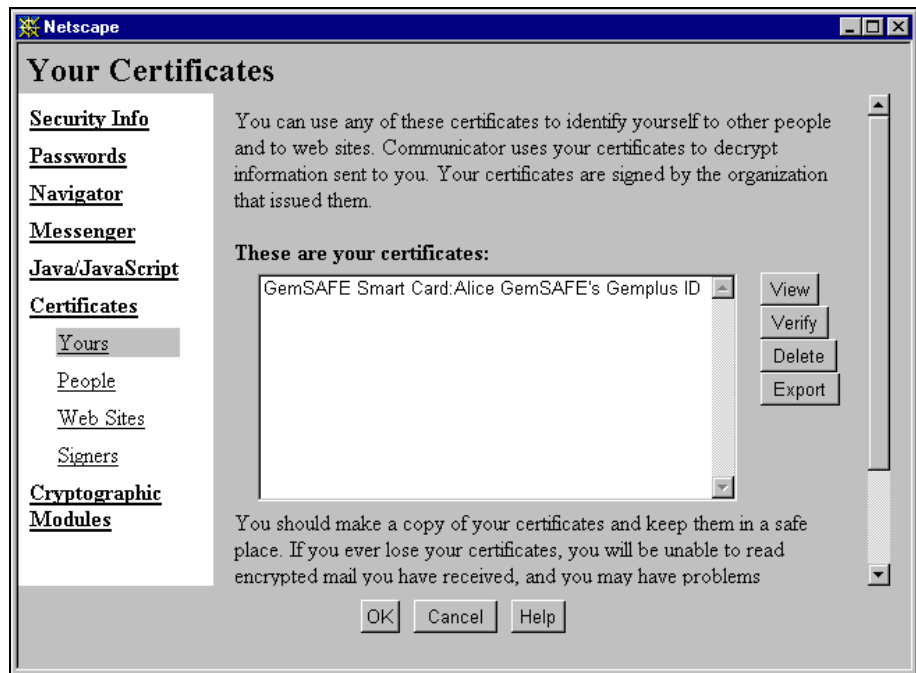 Netscape
Your Certificates
Security Info
Passwords
Navigator
Messenger
Java/JavaScript
Certificates
Yours
People
Web Sites
Signers
Cryptographic
Modules
You can use any of these certificates to identify yourself to other people
and to web sites. Communicator uses your certificates to decrypt
information sent to you. Your certificates are signed by the organization
that issued them.
These are your certificates:
GemSAFE Smart Card:Alice GemSAFE's Gemplus ID
View
Verify
Delete
Export
You should make a copy of your certificates and keep them in a safe
place. If you ever lose your certificates, you will be unable to read
encrypted mail you have received, and you may have problems
OK
Cancel
Help